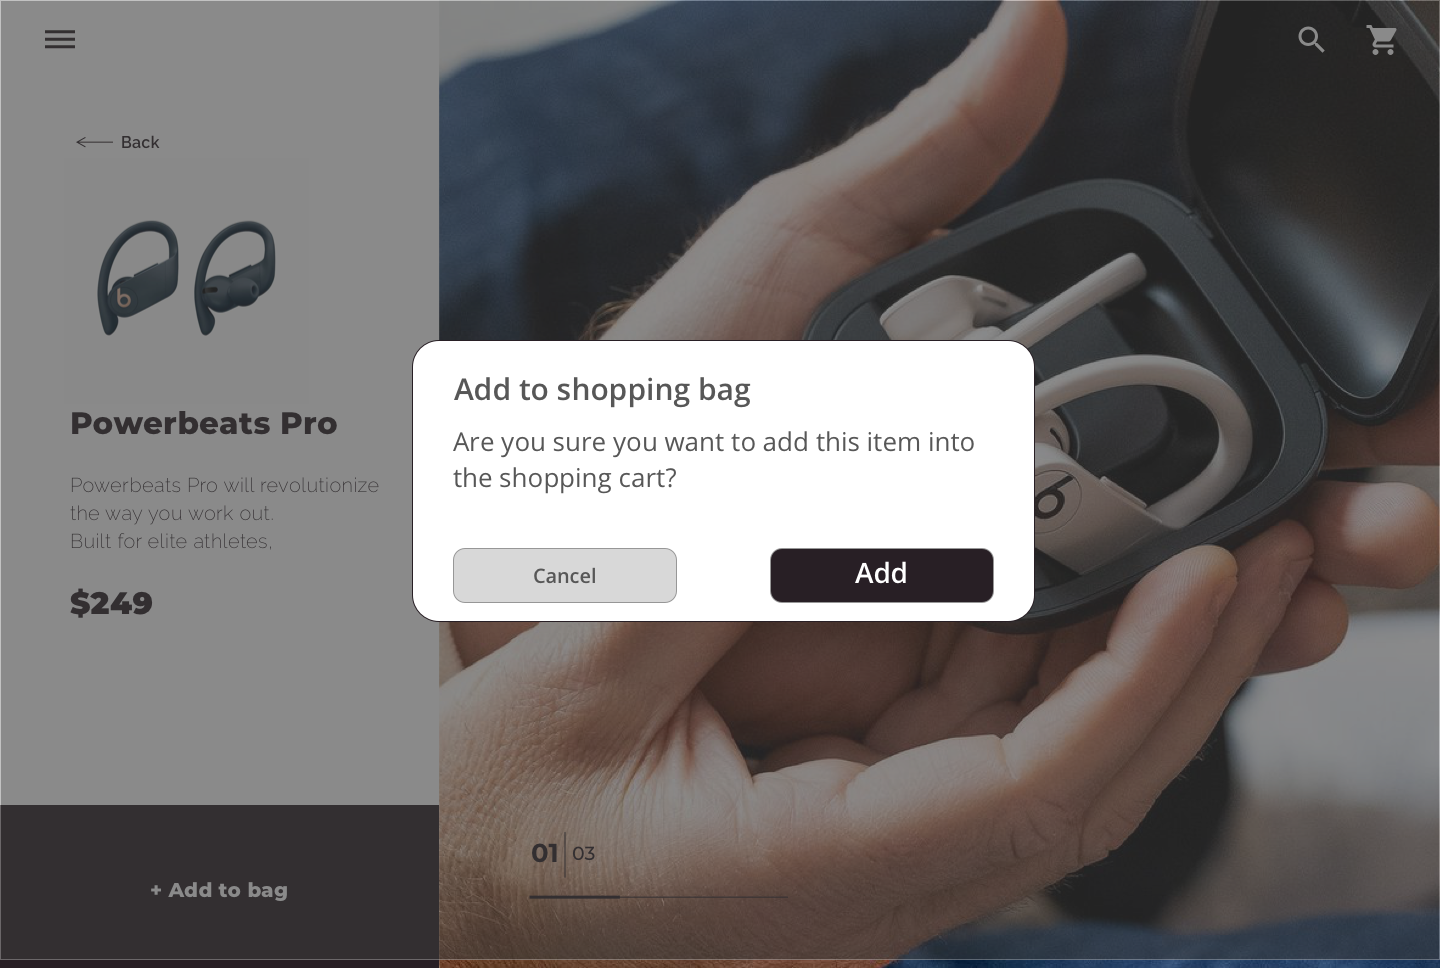 Back
Powerbeats Pro
Powerbeats Pro will revolutionize
the way you work out.
Built for elite athletes,
$249
+ Add to bag
Add to shopping bag
Are you sure you want to add this item into
the shopping cart?
Cancel
Add
01 03